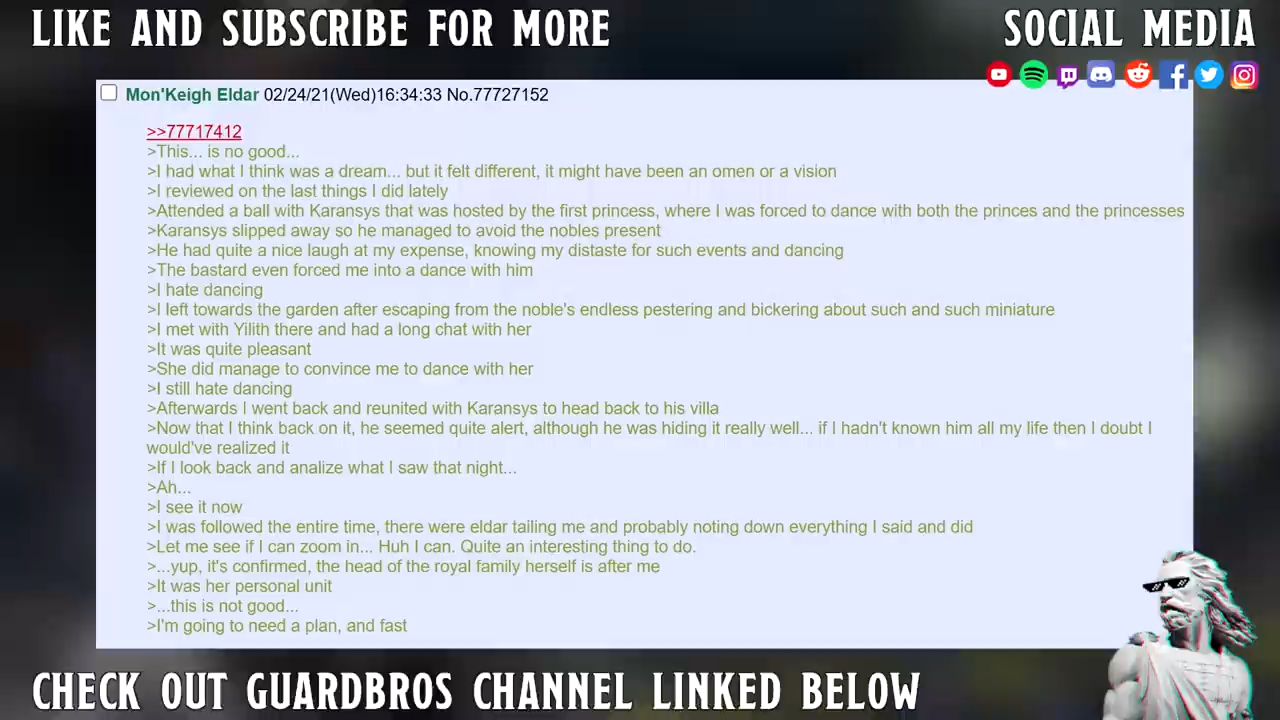 LIKE AND SUBSCRIBE FOR MORE
SOCIAL MEDIA
Mon'Keigh Eldar 02/24/21(Wed)16:34:33 No.77727152
>>77717412
>This... is no good...
>I had what I think was a dream... but it felt different, it might have been an omen or a vision
>I reviewed on the last things I did lately
>Attended a ball with Karansys that was hosted by the first princess, where I was forced to dance with both the princes and the princesses
>Karansys slipped away so he managed to avoid the nobles present
>He had quite a nice laugh at my expense, knowing my distaste for such events and dancing
>The bastard even forced me into a dance with him
>I hate dancing
>I left towards the garden after escaping from the noble's endless pestering and bickering about such and such miniature
>I met with Yilith there and had a long chat with her
>It was quite pleasant
>She did manage to convince me to dance with her
>I still hate dancing
>Afterwards I went back and reunited with Karansys to head back to his villa
>Now that I think back on it, he seemed quite alert, although he was hiding it really well... if I hadn't known him all my life then I doubt I
would've realized it
>If I look back and analize what I saw that night...
>Ah...
>I see it now
>I was followed the entire time, there were eldar tailing me and probably noting down everything I said and did
>Let me see if I can zoom in... Huh I can. Quite an interesting thing to do.
>...yup, it's confirmed, the head of the royal family herself is after me
>It was her personal unit
>...this is not good...
>I'm going to need a plan, and fast
CHECK OUT GUARDBROS CHANNEL LINKED BELOW